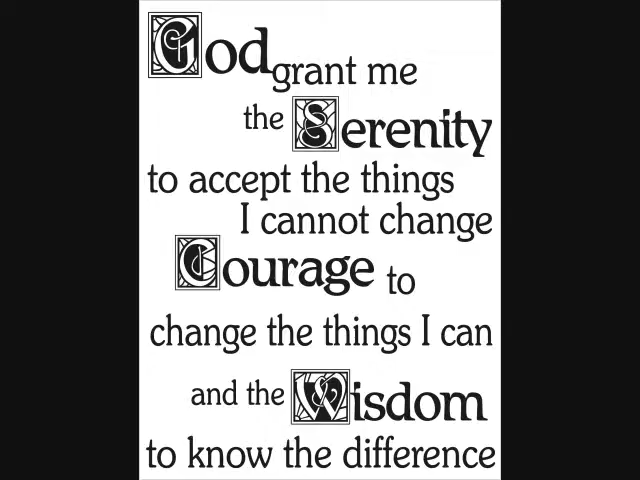 God grant me
the Serenity
to accept the things
I cannot change
Courage to
change the things I can
and the Wisdom
to know the difference